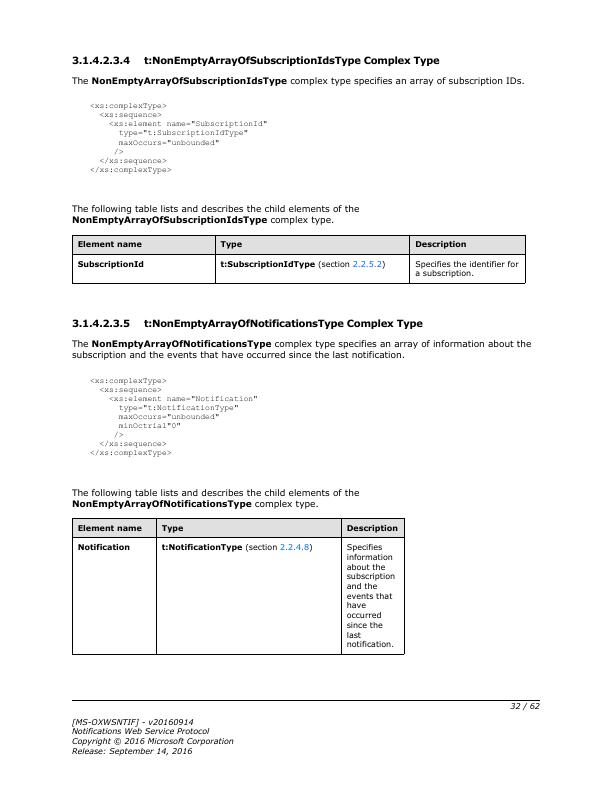 3.1.4.2.3.4 t:NonEmptyArrayOfSubscriptionIdsType Complex Type
The NonEmptyArrayOfSubscriptionIdsType complex type specifies an array of subscription IDs.
<xs:complexType>
<xs:sequence>
<xs:element name="SubscriptionId"
type="t:SubscriptionIdType"
maxOccurs="unbounded"
/>
</xs:sequence>
</xs:complexType>
The following table lists and describes the child elements of the
NonEmptyArrayOfSubscriptionIdsType complex type.
Element name Type Description
SubscriptionId t:SubscriptionIdType (section 2.2.5.2) Specifies the identifier for
a subscription.
3.1.4.2.3.5 t:NonEmptyArrayOfNotificationsType Complex Type
The NonEmptyArrayOfNotificationsType complex type specifies an array of information about the
subscription and the events that have occurred since the last notification.
<xs:complexType>
<xs:sequence>
<xs:element name="Notification"
type="t:NotificationType"
maxOccurs="unbounded"
minOctrial"0"
/>
</xs:sequence>
</xs:complexType>
The following table lists and describes the child elements of the
NonEmptyArrayOfNotificationsType complex type.
Element name Type Description
Notification t:NotificationType (section 2.2.4.8) Specifies
information
about the
subscription
and the
events that
have
occurred
since the
last
notification.
32 / 62
[MS-OXWSNTIF] - v20160914
Notifications Web Service Protocol
Copyright © 2016 Microsoft Corporation
Release: September 14, 2016